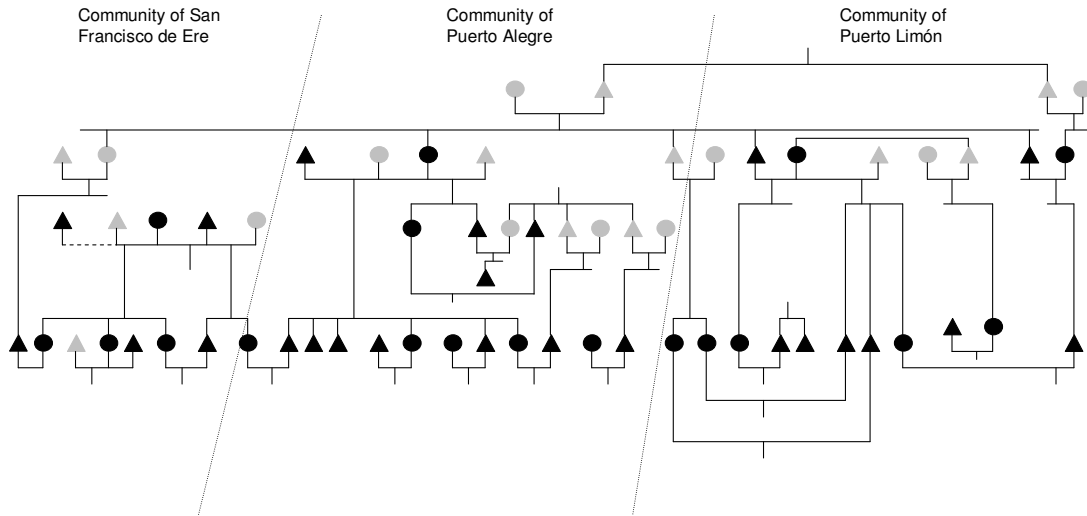 Community of San
Francisco de Ere
Community of
Puerto Alegre
Community of
Puerto Limón